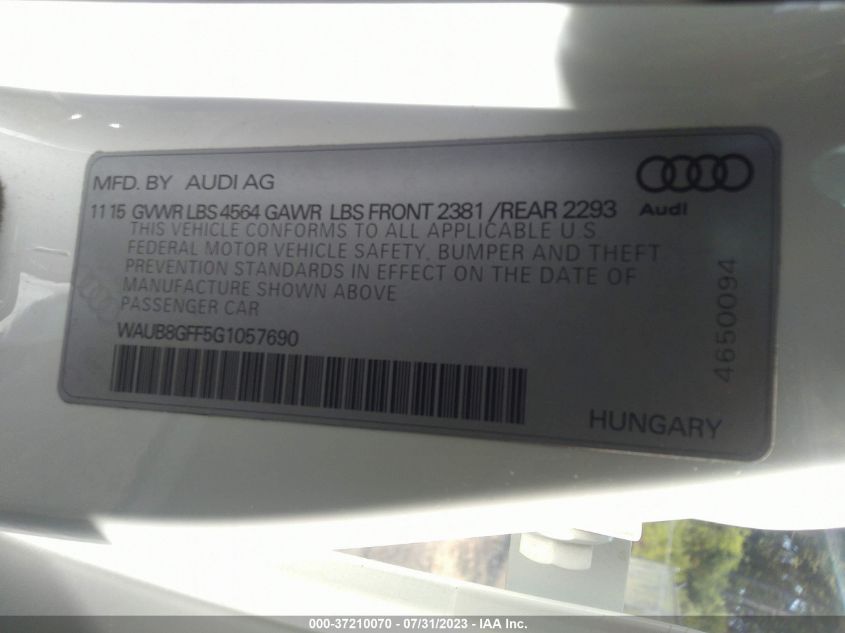 MFD. BY AUDI AG
11 15 GVWR LBS 4564 GAWR LBS FRONT 2381 /REAR 2293
THIS VEHICLE CONFORMS TO ALL APPLICABLE U.S
FEDERAL MOTOR VEHICLE SAFETY, BUMPER AND THEFT
PREVENTION STANDARDS IN EFFECT ON THE DATE OF
MANUFACTURE SHOWN ABOVE
PASSENGER CAR
WAUB8GFF5G1057690
Audi
4650094
HUNGARY
000-37210070 - 07/31/2023 - IAA Inc.